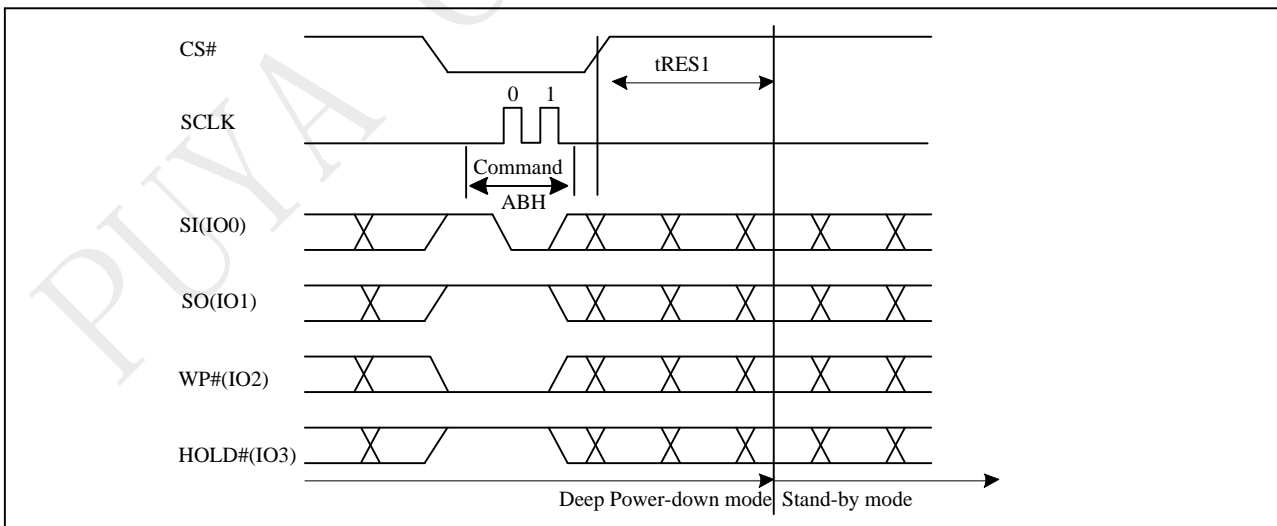 CS#
tRES1
0 1
SCLK
Command
ABH
SI(IO0)
SO(IO1)
WP#(IO2)
HOLD#(IO3)
Deep Power-down mode Stand-by mode
PUYA